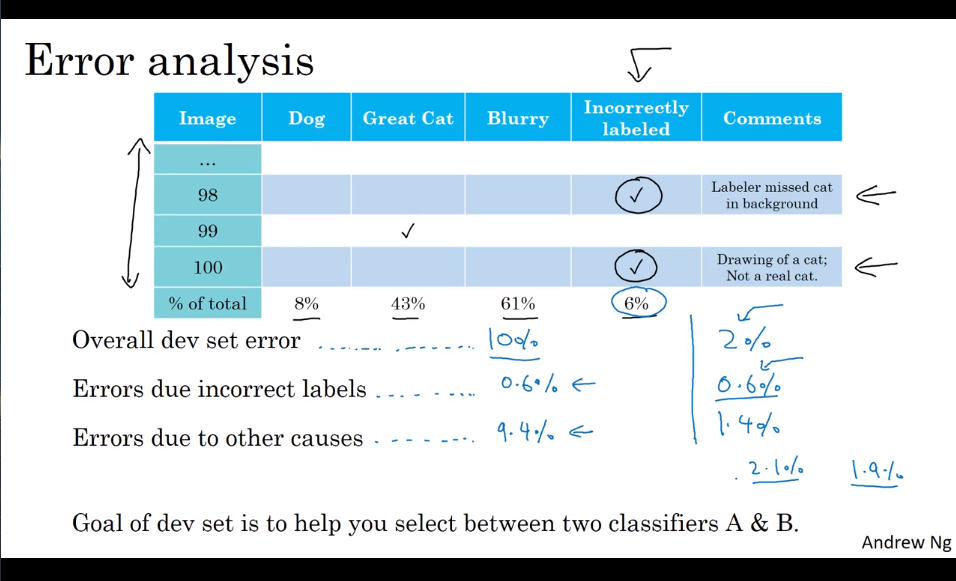 Error analysis
Image Dog Great Cat Blurry Incorrectly labeled Comments
...
98 ✓ Labeler missed cat in background
99 ✓
100 ✓ Drawing of a cat; Not a real cat.
% of total 8% 43% 61% 6%
Overall dev set error 10% 2%
Errors due incorrect labels 0.6% 0.6%
Errors due to other causes 9.4% 1.4%
2.1% 1.9%
Goal of dev set is to help you select between two classifiers A & B.
Andrew Ng